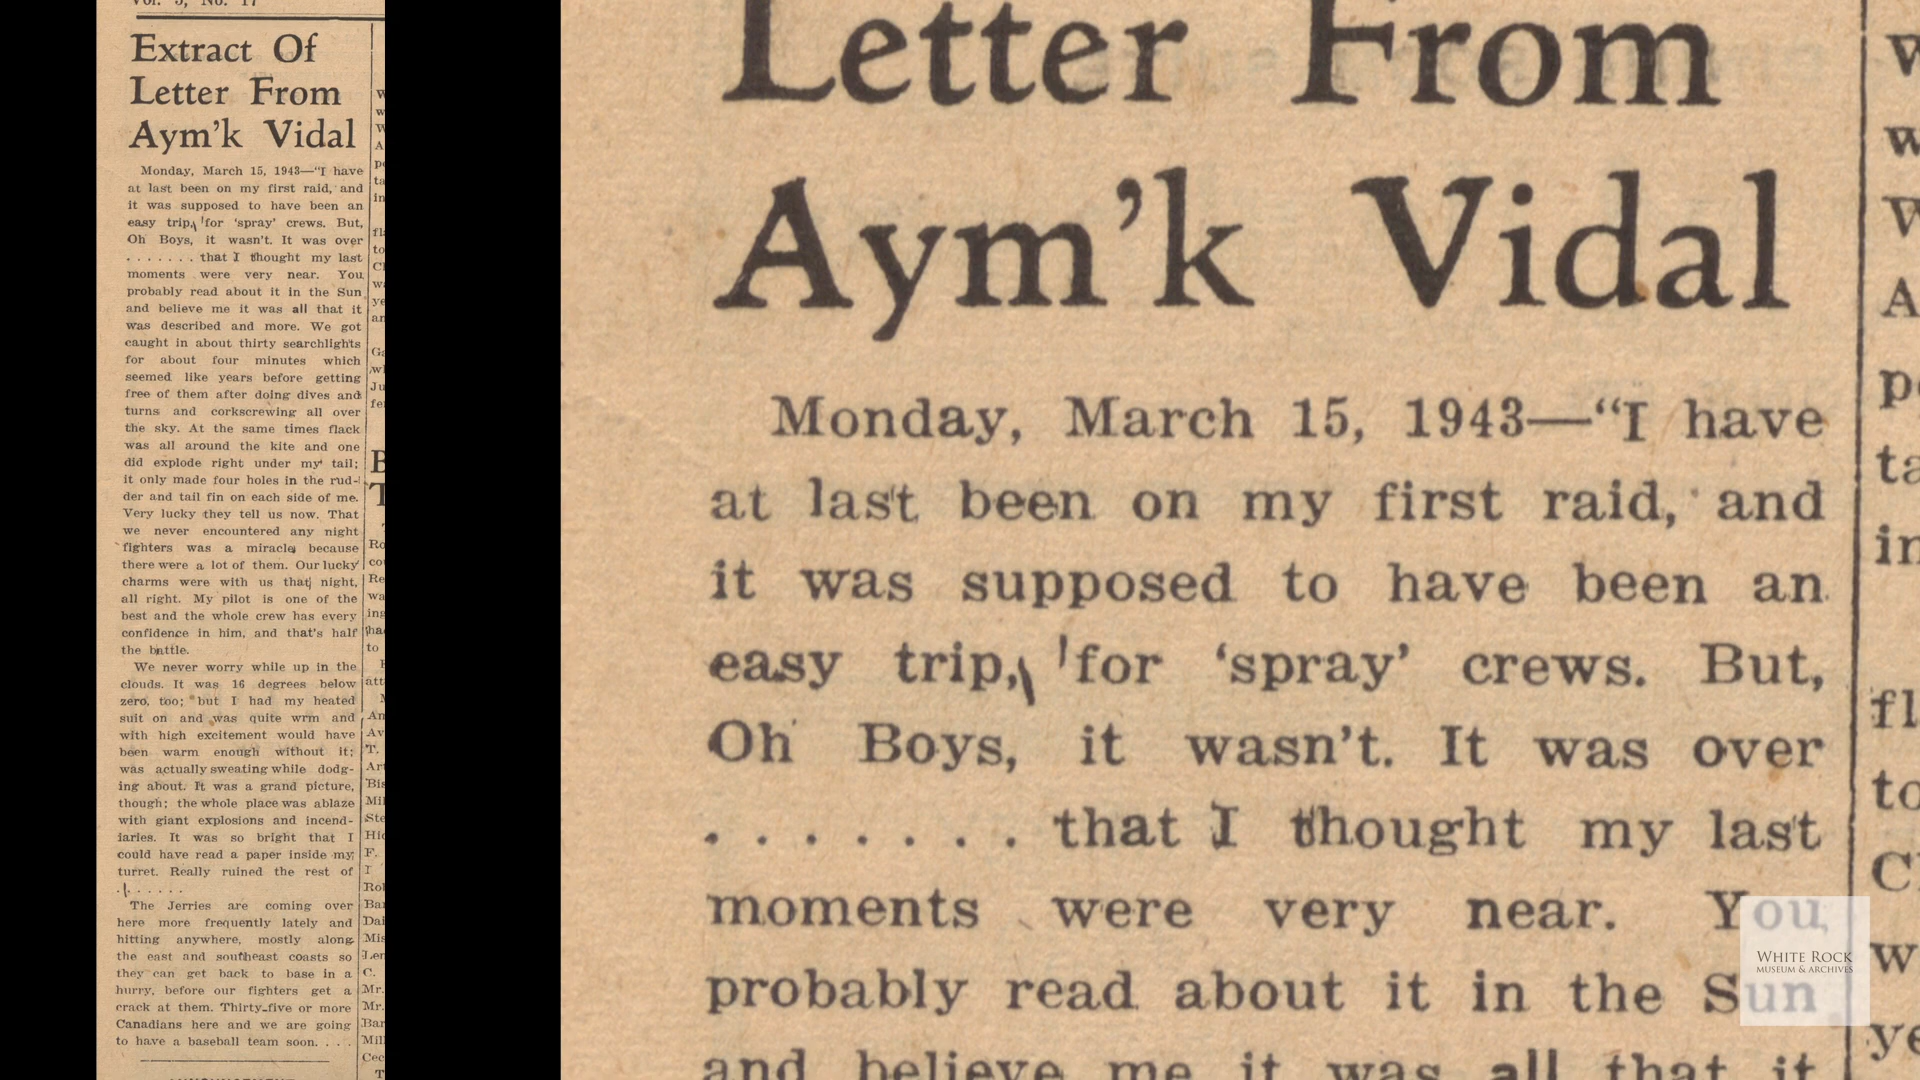 Vol. 5, No. 17
Extract Of
Letter From
Aym'k Vidal
Monday, March 15, 1943—“I have
at last been on my first raid, and
it was supposed to have been an
easy trip, for ‘spray’ crews. But,
Oh Boys, it wasn't. It was over
. . . . . . . that I thought my last
moments were very near. You
probably read about it in the Sun
and believe me it was all that it
was described and more. We got
caught in about thirty searchlights
for about four minutes which
seemed like years before getting
free of them after doing dives and
turns and corkscrewing all over
the sky. At the same times flack
was all around the kite and one
did explode right under my tail;
it only made four holes in the rud-
der and tail fin on each side of me.
Very lucky they tell us now. That
we never encountered any night
fighters was a miracle, because
there were a lot of them. Our lucky
charms were with us that night,
all right. My pilot is one of the
best and the whole crew has every
confidence in him, and that's half
the battle.
We never worry while up in the
clouds. It was 16 degrees below
zero, too; but I had my heated
suit on and was quite wrm and
with high excitement would have
been warm enough without it;
was actually sweating while dodg-
ing about. It was a grand picture,
though; the whole place was ablaze
with giant explosions and incend-
iaries. It was so bright that I
could have read a paper inside my
turret. Really ruined the rest of
. . . . . . .
The Jerries are coming over
here more frequently lately and
hitting anywhere, mostly along
the east and southeast coasts so
they can get back to base in a
hurry, before our fighters get a
crack at them. Thirty-five or more
Canadians here and we are going
to have a baseball team soon. . . .
Letter From
Aym'k Vidal
Monday, March 15, 1943—“I have
at last been on my first raid, and
it was supposed to have been an
easy trip, for ‘spray’ crews. But,
Oh Boys, it wasn't. It was over
. . . . . . . that I thought my last
moments were very near. You
probably read about it in the Sun
and believe me it was all that it
WHITE ROCK
MUSEUM & ARCHIVES